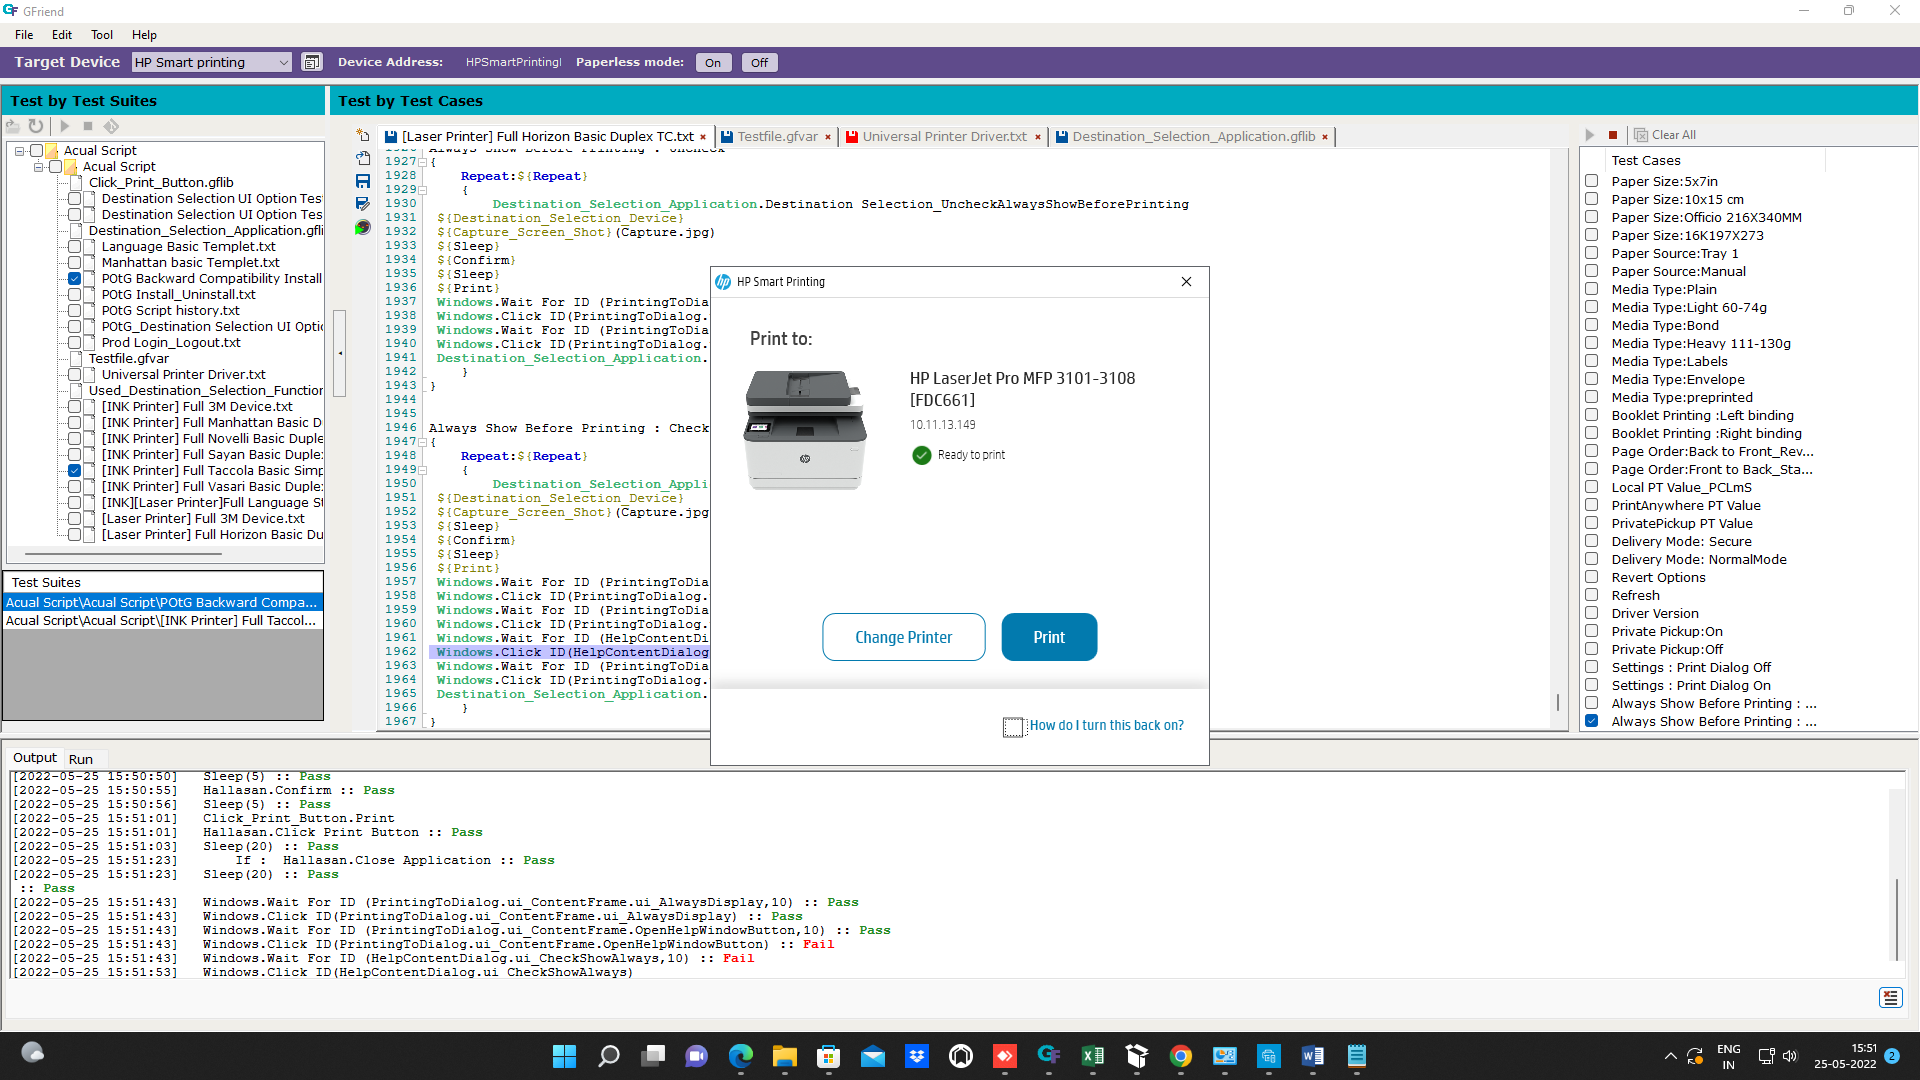 GFriend
File Edit Tool Help
Target Device HP Smart printing Device Address: HPSmartPrintingl Paperless mode: On Off
Test by Test Suites
Acual Script
Acual Script
Click_Print_Button.gflib
Destination Selection UI Option Tes
Destination Selection UI Option Tes
Destination_Selection_Application.gfli
Language Basic Templet.txt
Manhattan basic Templet.txt
POtG Backward Compatibility Install
POtG Install_Uninstall.txt
POtG Script history.txt
POtG_Destination Selection UI Optio
Prod Login_Logout.txt
Testfile.gfvar
Universal Printer Driver.txt
Used_Destination_Selection_Function
[INK Printer] Full 3M Device.txt
[INK Printer] Full Manhattan Basic D
[INK Printer] Full Novelli Basic Duple
[INK Printer] Full Sayan Basic Duple
[INK Printer] Full Taccola Basic Simp
[INK Printer] Full Vasari Basic Duple
[INK][Laser Printer]Full Language St
[Laser Printer] Full 3M Device.txt
[Laser Printer] Full Horizon Basic Du
Test Suites
Acual Script\Acual Script\POtG Backward Compa...
Acual Script\Acual Script\[INK Printer] Full Taccol...
Test by Test Cases
[Laser Printer] Full Horizon Basic Duplex TC.txt × Testfile.gfvar × Universal Printer Driver.txt × Destination_Selection_Application.gflib ×
1926 Always Show Before Printing : Uncheck
1927 {
1928 Repeat:${Repeat}
1929 {
1930 Destination_Selection_Application.Destination Selection_UncheckAlwaysShowBeforePrinting
1931 ${Destination_Selection_Device}
1932 ${Capture_Screen_Shot}(Capture.jpg)
1933 ${Sleep}
1934 ${Confirm}
1935 ${Sleep}
1936 ${Print}
1937 Windows.Wait For ID (PrintingToDia
1938 Windows.Click ID(PrintingToDialog.
1939 Windows.Wait For ID (PrintingToDia
1940 Windows.Click ID(PrintingToDialog.
1941 Destination_Selection_Application.
1942 }
1943 }
1944
1945
1946 Always Show Before Printing : Check
1947 {
1948 Repeat:${Repeat}
1949 {
1950 Destination_Selection_Appli
1951 ${Destination_Selection_Device}
1952 ${Capture_Screen_Shot}(Capture.jpg
1953 ${Sleep}
1954 ${Confirm}
1955 ${Sleep}
1956 ${Print}
1957 Windows.Wait For ID (PrintingToDia
1958 Windows.Click ID(PrintingToDialog.
1959 Windows.Wait For ID (PrintingToDia
1960 Windows.Click ID(PrintingToDialog.
1961 Windows.Wait For ID (HelpContentDi
1962 Windows.Click ID(HelpContentDialog
1963 Windows.Wait For ID (PrintingToDia
1964 Windows.Click ID(PrintingToDialog.
1965 Destination_Selection_Application.
1966 }
1967 }
hp HP Smart Printing
Print to:
HP LaserJet Pro MFP 3101-3108
[FDC661]
10.11.13.149
Ready to print
Change Printer Print
How do I turn this back on?
Clear All
Test Cases
Paper Size:5x7in
Paper Size:10x15 cm
Paper Size:Officio 216X340MM
Paper Size:16K197X273
Paper Source:Tray 1
Paper Source:Manual
Media Type:Plain
Media Type:Light 60-74g
Media Type:Bond
Media Type:Heavy 111-130g
Media Type:Labels
Media Type:Envelope
Media Type:preprinted
Booklet Printing :Left binding
Booklet Printing :Right binding
Page Order:Back to Front_Rev...
Page Order:Front to Back_Sta...
Local PT Value_PCLmS
PrintAnywhere PT Value
PrivatePickup PT Value
Delivery Mode: Secure
Delivery Mode: NormalMode
Revert Options
Refresh
Driver Version
Private Pickup:On
Private Pickup:Off
Settings : Print Dialog Off
Settings : Print Dialog On
Always Show Before Printing : ...
Always Show Before Printing : ...
Output Run
[2022-05-25 15:50:50] Sleep(5) :: Pass
[2022-05-25 15:50:55] Hallasan.Confirm :: Pass
[2022-05-25 15:50:56] Sleep(5) :: Pass
[2022-05-25 15:51:01] Click_Print_Button.Print
[2022-05-25 15:51:01] Hallasan.Click Print Button :: Pass
[2022-05-25 15:51:03] Sleep(20) :: Pass
[2022-05-25 15:51:23] If : Hallasan.Close Application :: Pass
[2022-05-25 15:51:23] Sleep(20) :: Pass
:: Pass
[2022-05-25 15:51:43] Windows.Wait For ID (PrintingToDialog.ui_ContentFrame.ui_AlwaysDisplay,10) :: Pass
[2022-05-25 15:51:43] Windows.Click ID(PrintingToDialog.ui_ContentFrame.ui_AlwaysDisplay) :: Pass
[2022-05-25 15:51:43] Windows.Wait For ID (PrintingToDialog.ui_ContentFrame.OpenHelpWindowButton,10) :: Pass
[2022-05-25 15:51:43] Windows.Click ID(PrintingToDialog.ui_ContentFrame.OpenHelpWindowButton) :: Fail
[2022-05-25 15:51:43] Windows.Wait For ID (HelpContentDialog.ui_CheckShowAlways,10) :: Fail
[2022-05-25 15:51:53] Windows.Click ID(HelpContentDialog.ui_CheckShowAlways)
ENG
IN
15:51
25-05-2022
2